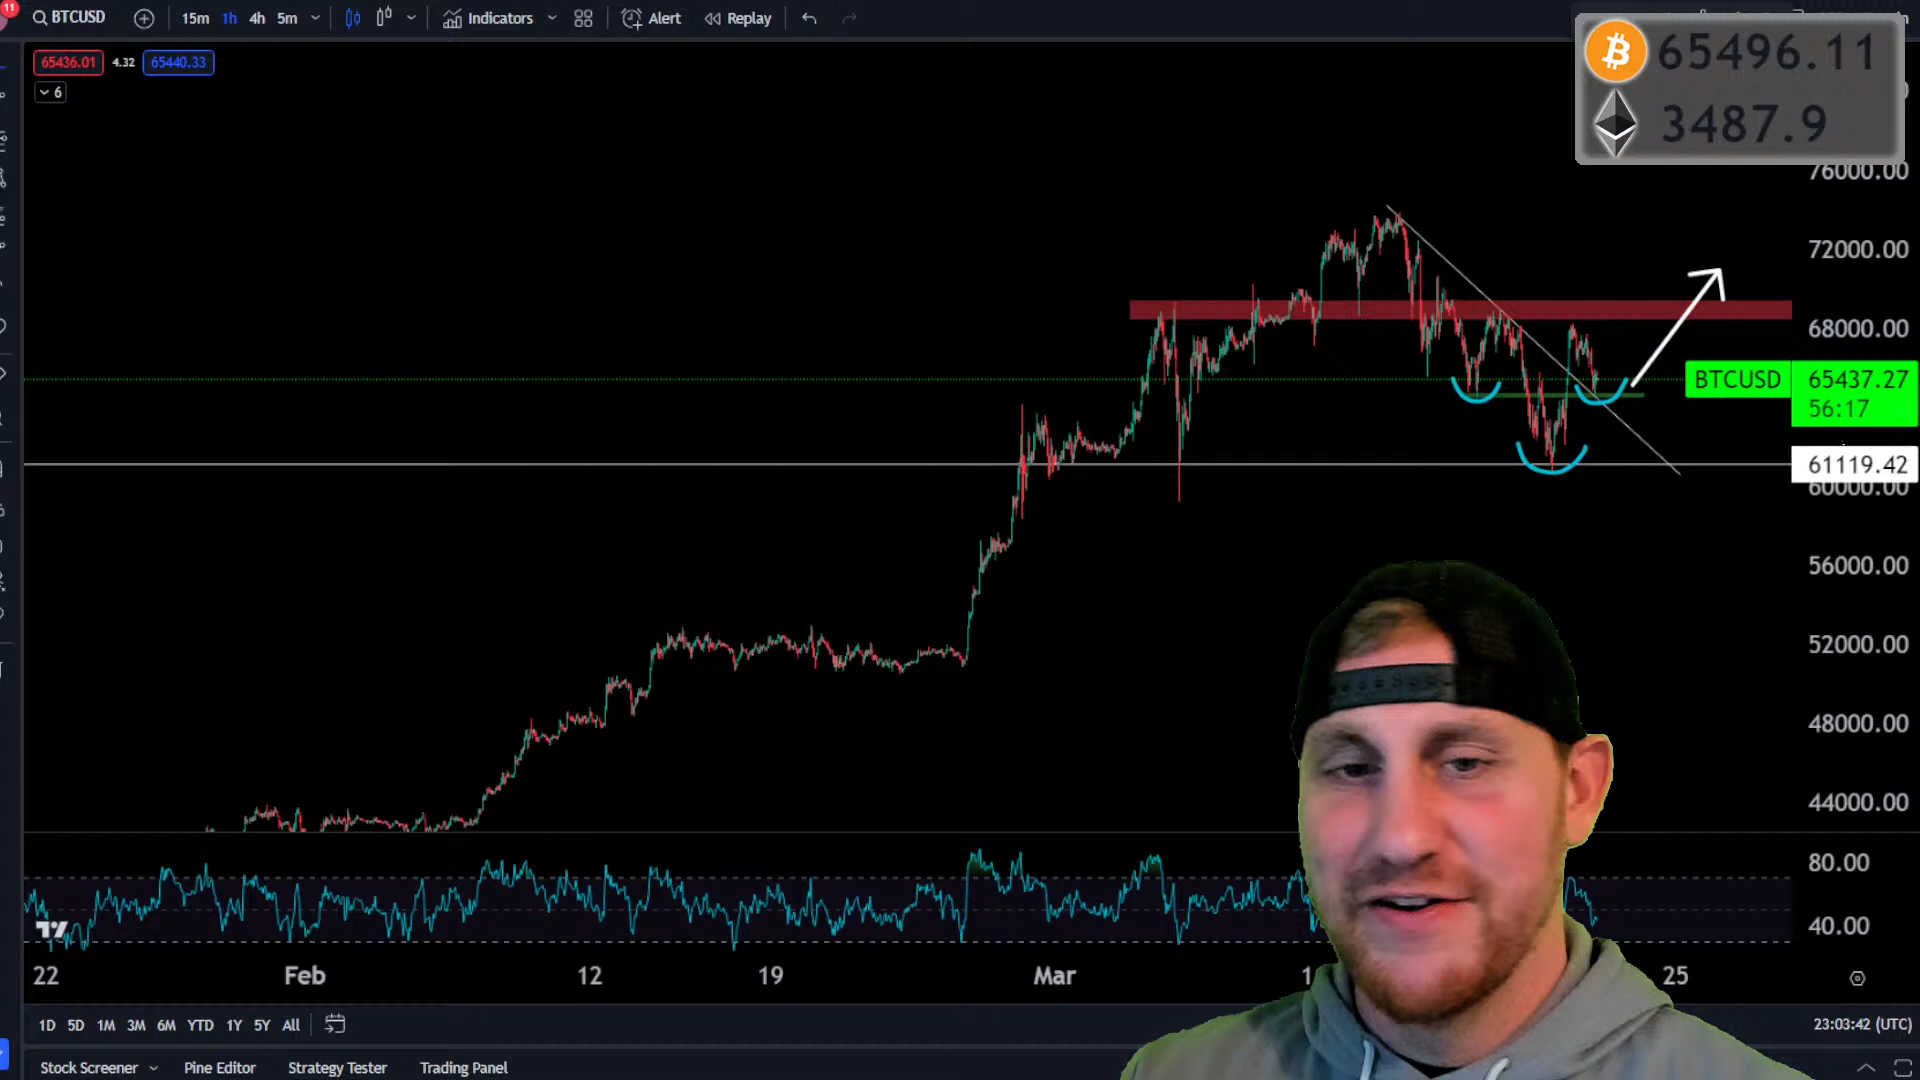 11
BTCUSD
15m 1h 4h 5m
Indicators
Alert
Replay
65436.01 4.32 65440.33
6
65496.11
3487.9
76000.00
72000.00
68000.00
BTCUSD 65437.27
56:17
61119.42
60000.00
56000.00
52000.00
48000.00
44000.00
80.00
40.00
22 Feb 12 19 Mar 1 25
1D 5D 1M 3M 6M YTD 1Y 5Y All
23:03:42 (UTC)
Stock Screener Pine Editor Strategy Tester Trading Panel